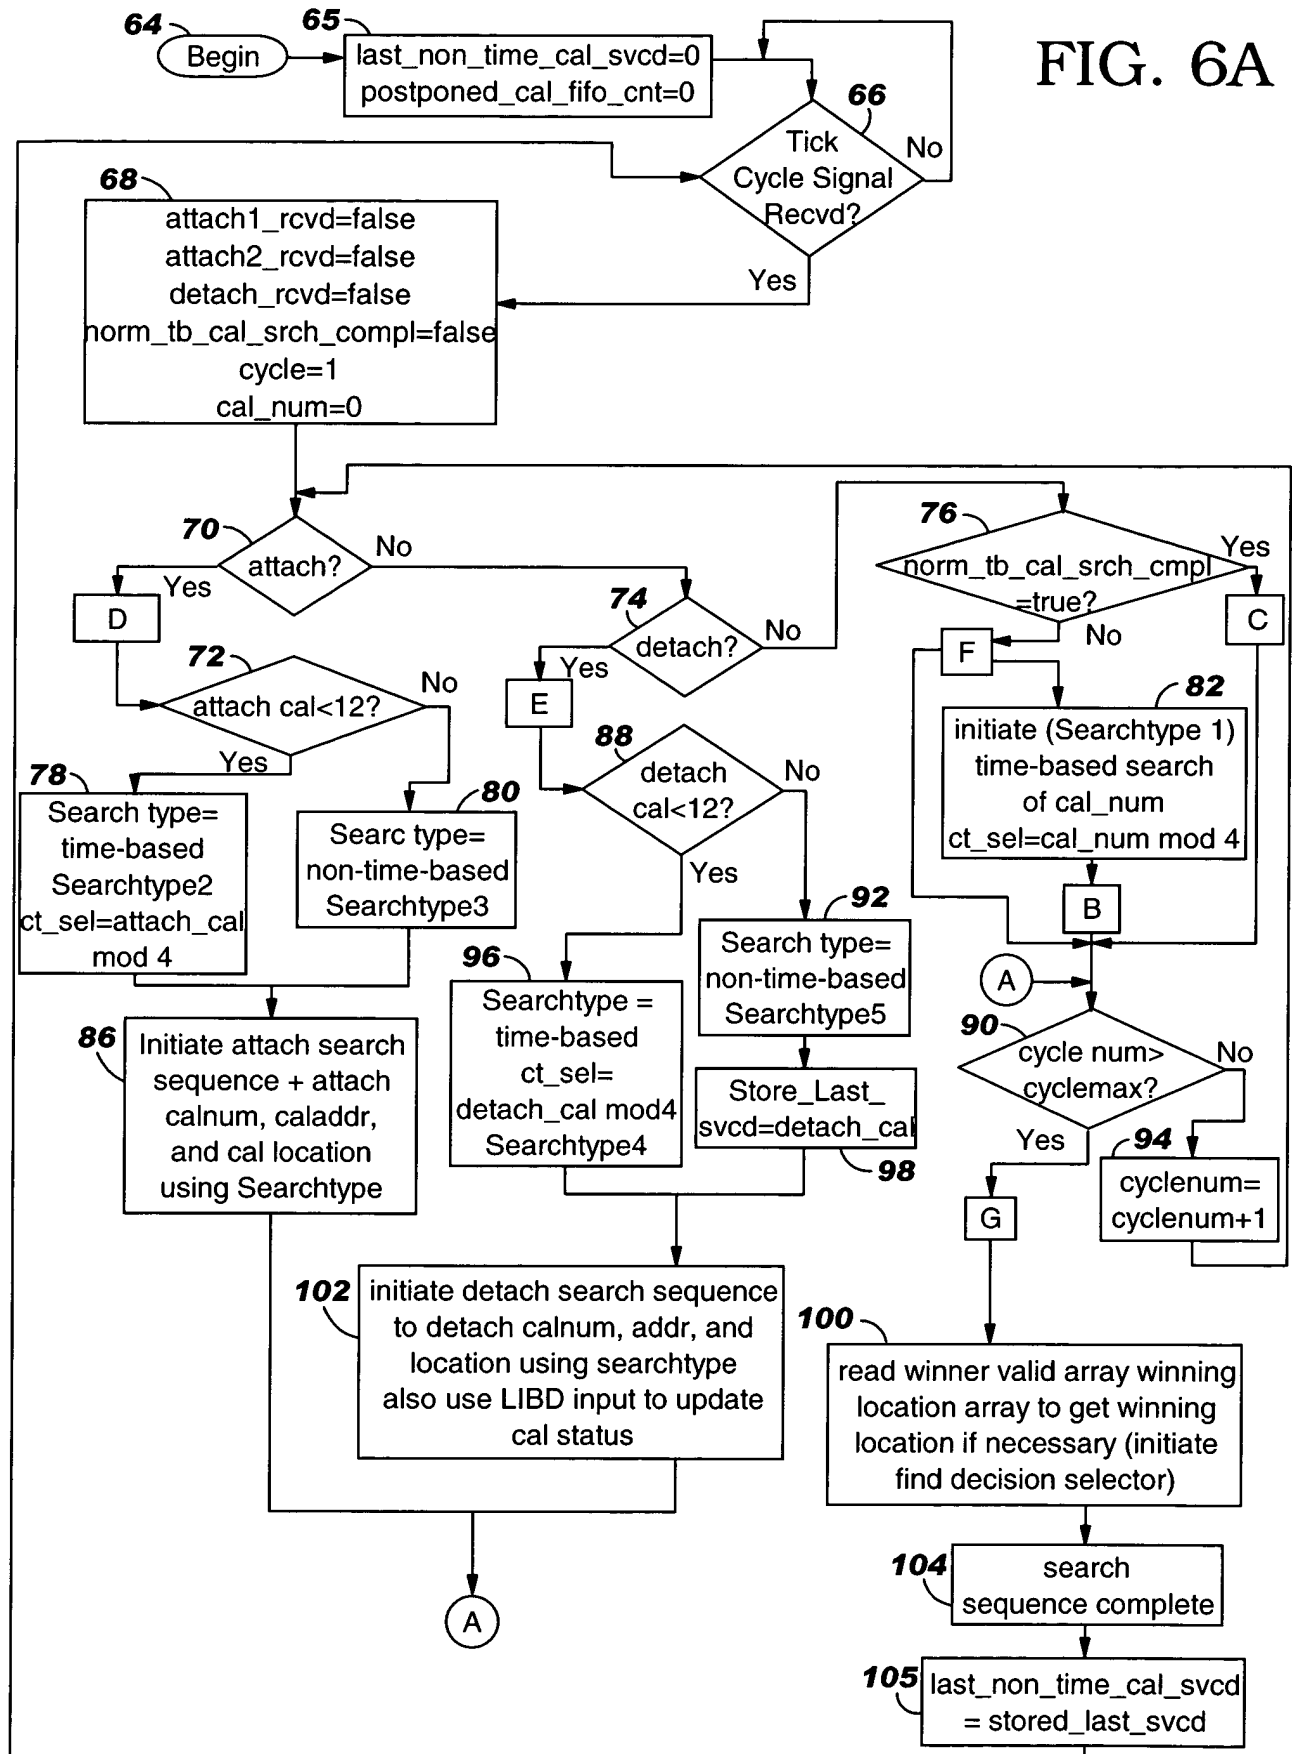 FIG. 6A
64
Begin
65
last_non_time_cal_svcd=0
postponed_cal_fifo_cnt=0
66
Tick
Cycle Signal
Recvd?
No
Yes
68
attach1_rcvd=false
attach2_rcvd=false
detach_rcvd=false
norm_tb_cal_srch_compl=false
cycle=1
cal_num=0
70
attach?
Yes
No
D
72
attach cal<12?
Yes
No
74
detach?
Yes
No
E
76
norm_tb_cal_srch_cmpl
=true?
Yes
No
C
F
78
Search type=
time-based
Searchtype2
ct_sel=attach_cal
mod 4
80
Searc type=
non-time-based
Searchtype3
82
initiate (Searchtype 1)
time-based search
of cal_num
ct_sel=cal_num mod 4
B
A
86
Initiate attach search
sequence + attach
calnum, caladdr,
and cal location
using Searchtype
88
detach
cal<12?
No
Yes
90
cycle num>
cyclemax?
No
Yes
92
Search type=
non-time-based
Searchtype5
94
cyclenum=
cyclenum+1
96
Searchtype =
time-based
ct_sel=
detach_cal mod4
Searchtype4
98
Store_Last_
svcd=detach_cal
G
100
read winner valid array winning
location array to get winning
location if necessary (initiate
find decision selector)
102
initiate detach search sequence
to detach calnum, addr, and
location using searchtype
also use LIBD input to update
cal status
A
104
search
sequence complete
105
last_non_time_cal_svcd
= stored_last_svcd